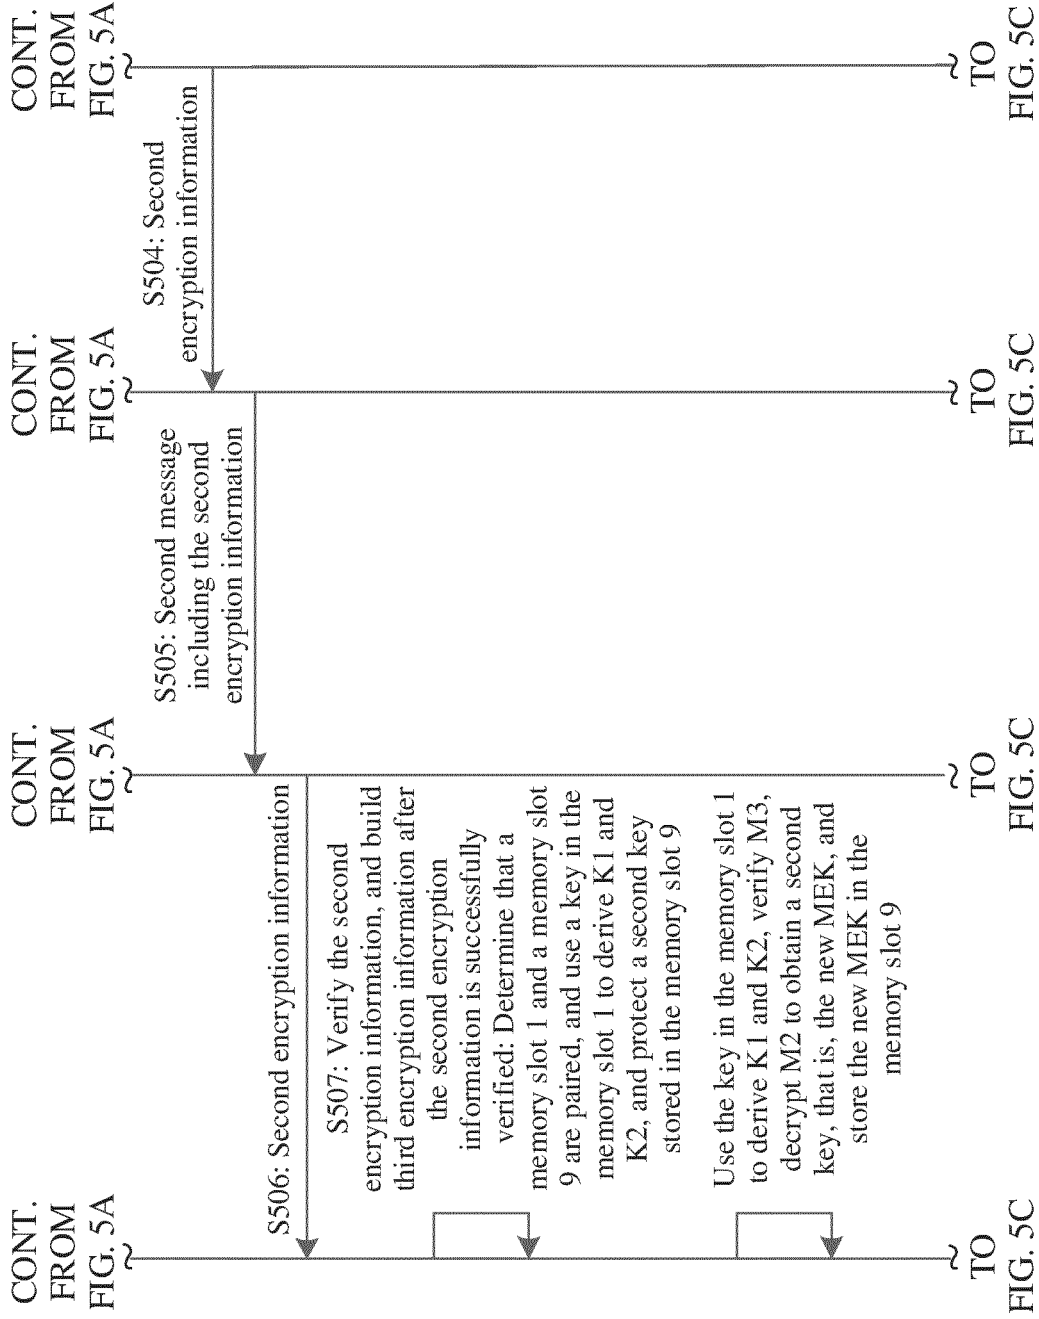 CONT.
FROM
FIG. 5A
CONT.
FROM
FIG. 5A
CONT.
FROM
FIG. 5A
CONT.
FROM
FIG. 5A
S504: Second
encryption information
S505: Second message
including the second
encryption information
S506: Second encryption information
S507: Verify the second
encryption information, and build
third encryption information after
the second encryption
information is successfully
verified: Determine that a
memory slot 1 and a memory slot
9 are paired, and use a key in the
memory slot 1 to derive K1 and
K2, and protect a second key
stored in the memory slot 9
Use the key in the memory slot 1
to derive K1 and K2, verify M3,
decrypt M2 to obtain a second
key, that is, the new MEK, and
store the new MEK in the
memory slot 9
TO
FIG. 5C
TO
FIG. 5C
TO
FIG. 5C
TO
FIG. 5C